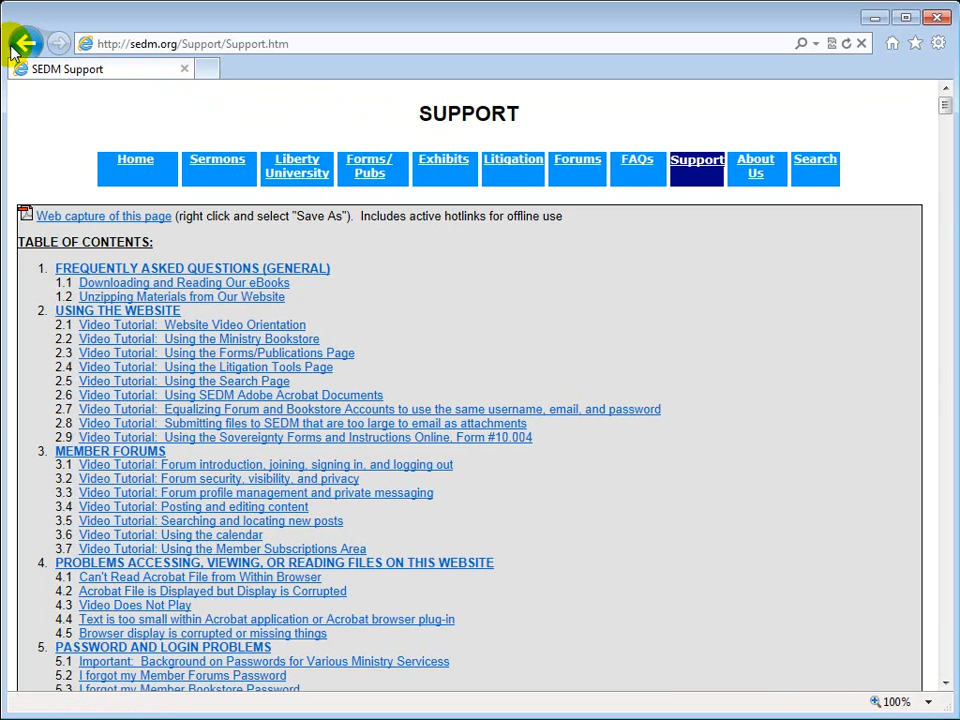 http://sedm.org/Support/Support.htm
SEDM Support
SUPPORT
Home
Sermons
Liberty University
Forms/ Pubs
Exhibits
Litigation
Forums
FAQs
Support
About Us
Search
Web capture of this page (right click and select "Save As").  Includes active hotlinks for offline use
TABLE OF CONTENTS:
1. FREQUENTLY ASKED QUESTIONS (GENERAL)
1.1 Downloading and Reading Our eBooks
1.2 Unzipping Materials from Our Website
2. USING THE WEBSITE
2.1 Video Tutorial:  Website Video Orientation
2.2 Video Tutorial:  Using the Ministry Bookstore
2.3 Video Tutorial:  Using the Forms/Publications Page
2.4 Video Tutorial:  Using the Litigation Tools Page
2.5 Video Tutorial:  Using the Search Page
2.6 Video Tutorial:  Using SEDM Adobe Acrobat Documents
2.7 Video Tutorial:  Equalizing Forum and Bookstore Accounts to use the same username, email, and password
2.8 Video Tutorial:  Submitting files to SEDM that are too large to email as attachments
2.9 Video Tutorial:  Using the Sovereignty Forms and Instructions Online, Form #10.004
3. MEMBER FORUMS
3.1 Video Tutorial: Forum introduction, joining, signing in, and logging out
3.2 Video Tutorial: Forum security, visibility, and privacy
3.3 Video Tutorial: Forum profile management and private messaging
3.4 Video Tutorial: Posting and editing content
3.5 Video Tutorial: Searching and locating new posts
3.6 Video Tutorial: Using the calendar
3.7 Video Tutorial: Using the Member Subscriptions Area
4. PROBLEMS ACCESSING, VIEWING, OR READING FILES ON THIS WEBSITE
4.1 Can't Read Acrobat File from Within Browser
4.2 Acrobat File is Displayed but Display is Corrupted
4.3 Video Does Not Play
4.4 Text is too small within Acrobat application or Acrobat browser plug-in
4.5 Browser display is corrupted or missing things
5. PASSWORD AND LOGIN PROBLEMS
5.1 Important:  Background on Passwords for Various Ministry Servicess
5.2 I forgot my Member Forums Password
5.3 I forgot my Member Bookstore Password
100%